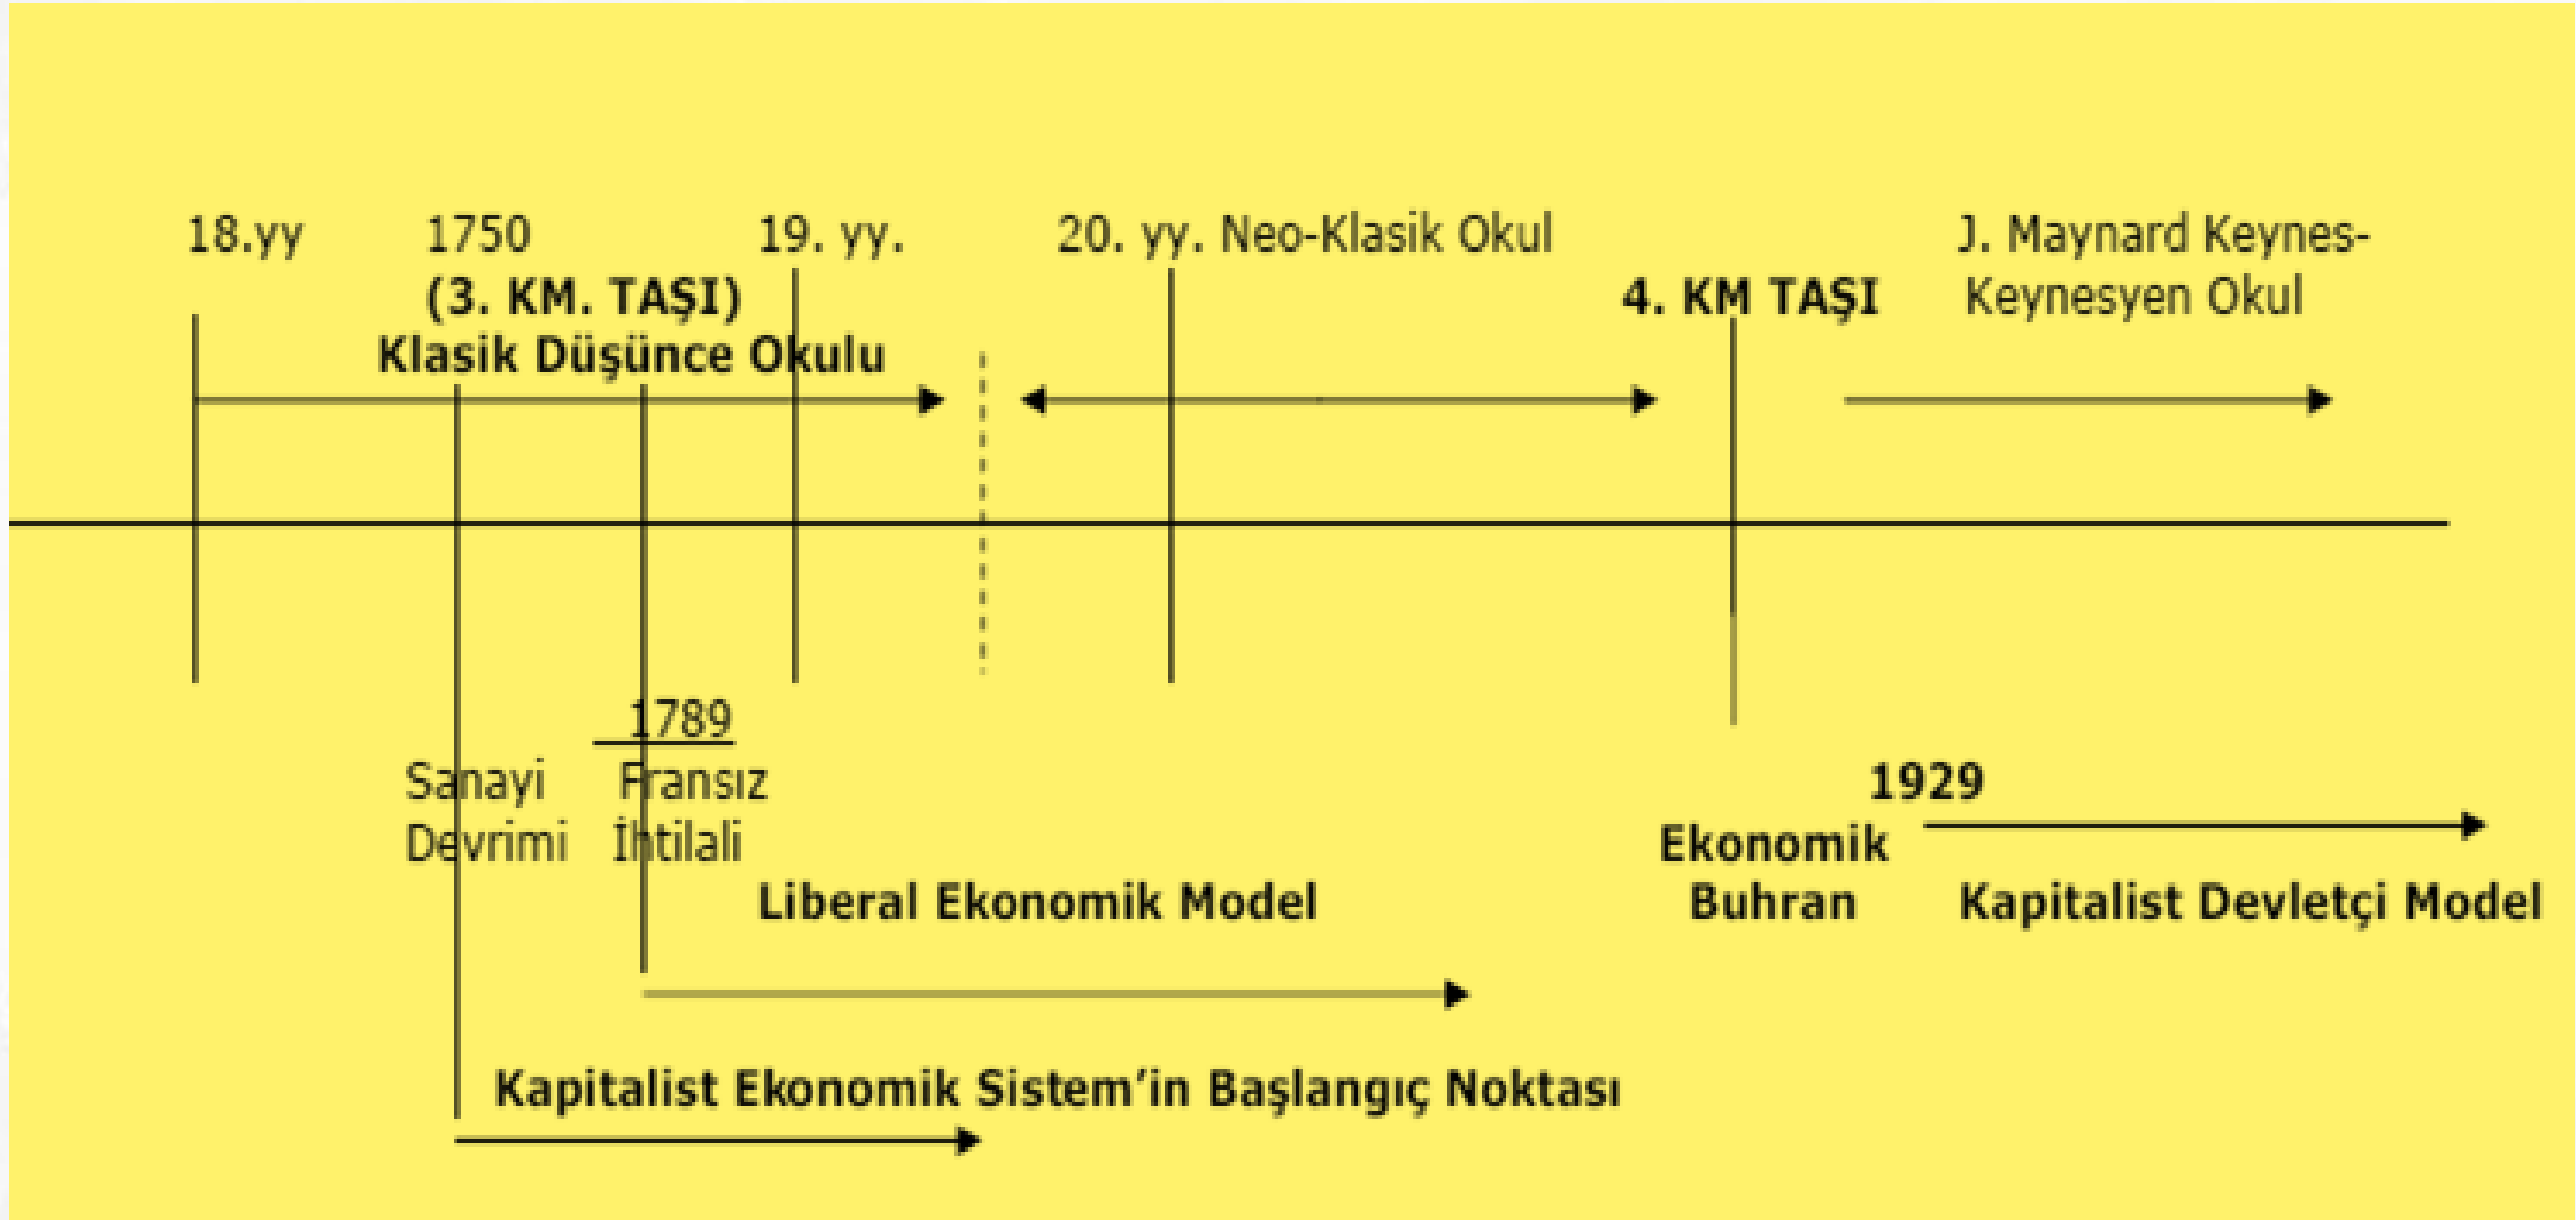 18.yy 1750 19. yy. 20. yy. Neo-Klasik Okul J. Maynard Keynes-
(3. KM. TAŞI) 4. KM TAŞI Keynesyen Okul
Klasik Düşünce Okulu
1789
Sanayi Fransız 1929
Devrimi İhtilali Ekonomik
Liberal Ekonomik Model Buhran Kapitalist Devletçi Model
Kapitalist Ekonomik Sistem’in Başlangıç Noktası